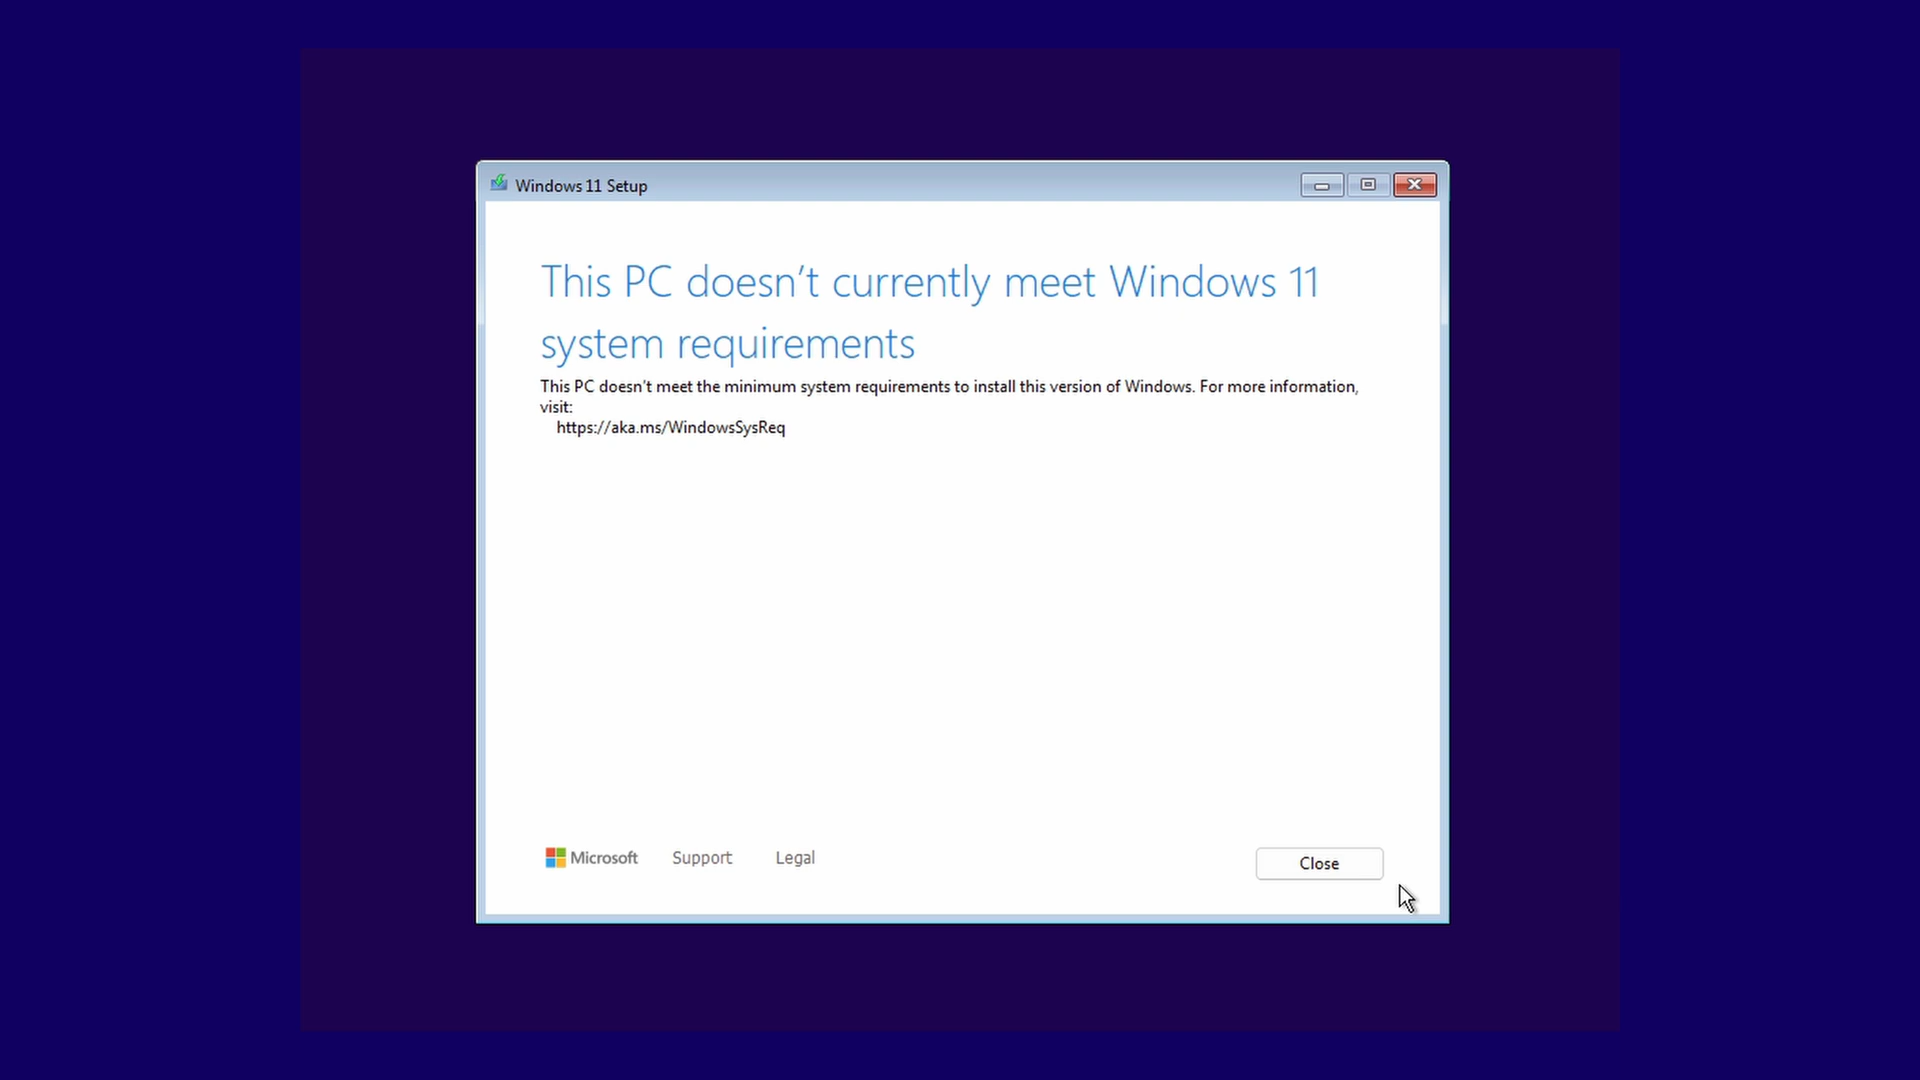 Windows 11 Setup
This PC doesn't currently meet Windows 11
system requirements
This PC doesn't meet the minimum system requirements to install this version of Windows. For more information,
visit:
https://aka.ms/WindowsSysReq
Microsoft Support Legal Close